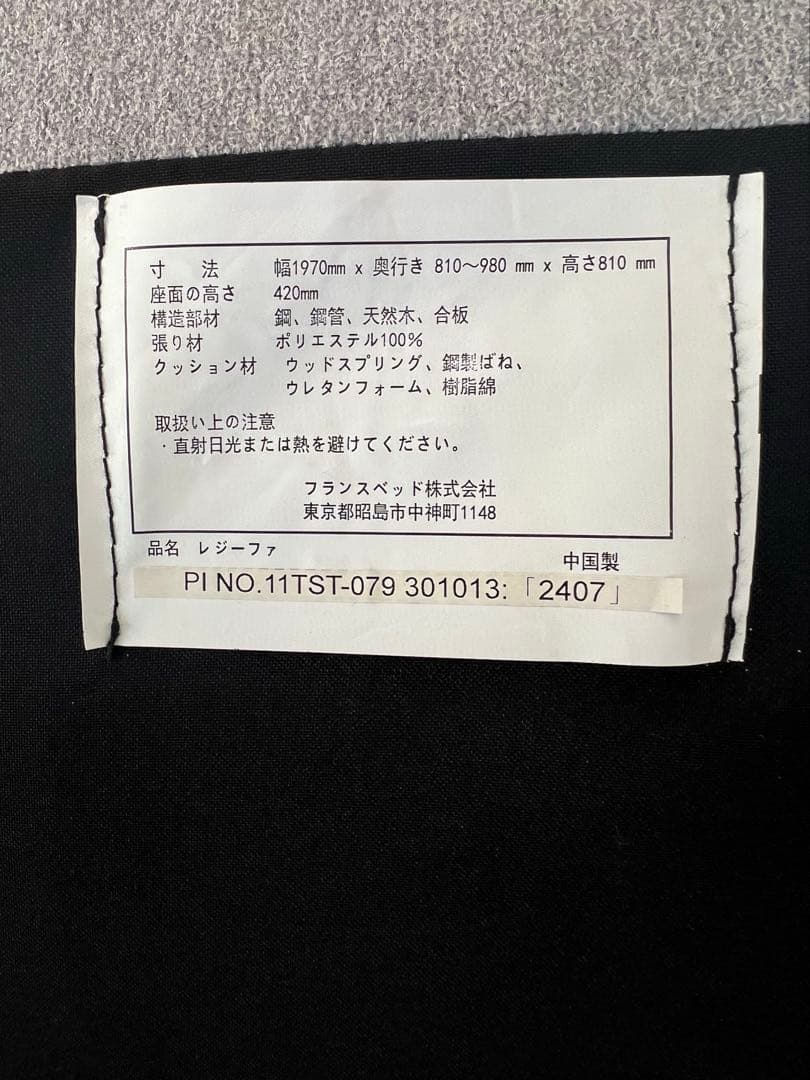 寸　法　幅1970mm x 奥行き 810～980 mm x 高さ810 mm
座面の高さ　420mm
構造部材　鋼、鋼管、天然木、合板
張り材　ポリエステル100%
クッション材　ウッドスプリング、鋼製ばね、
ウレタンフォーム、樹脂綿
取扱い上の注意
・直射日光または熱を避けてください。
フランスベッド株式会社
東京都昭島市中神町1148
品名　レジーファ
中国製
PI NO.11TST-079 301013:「2407」